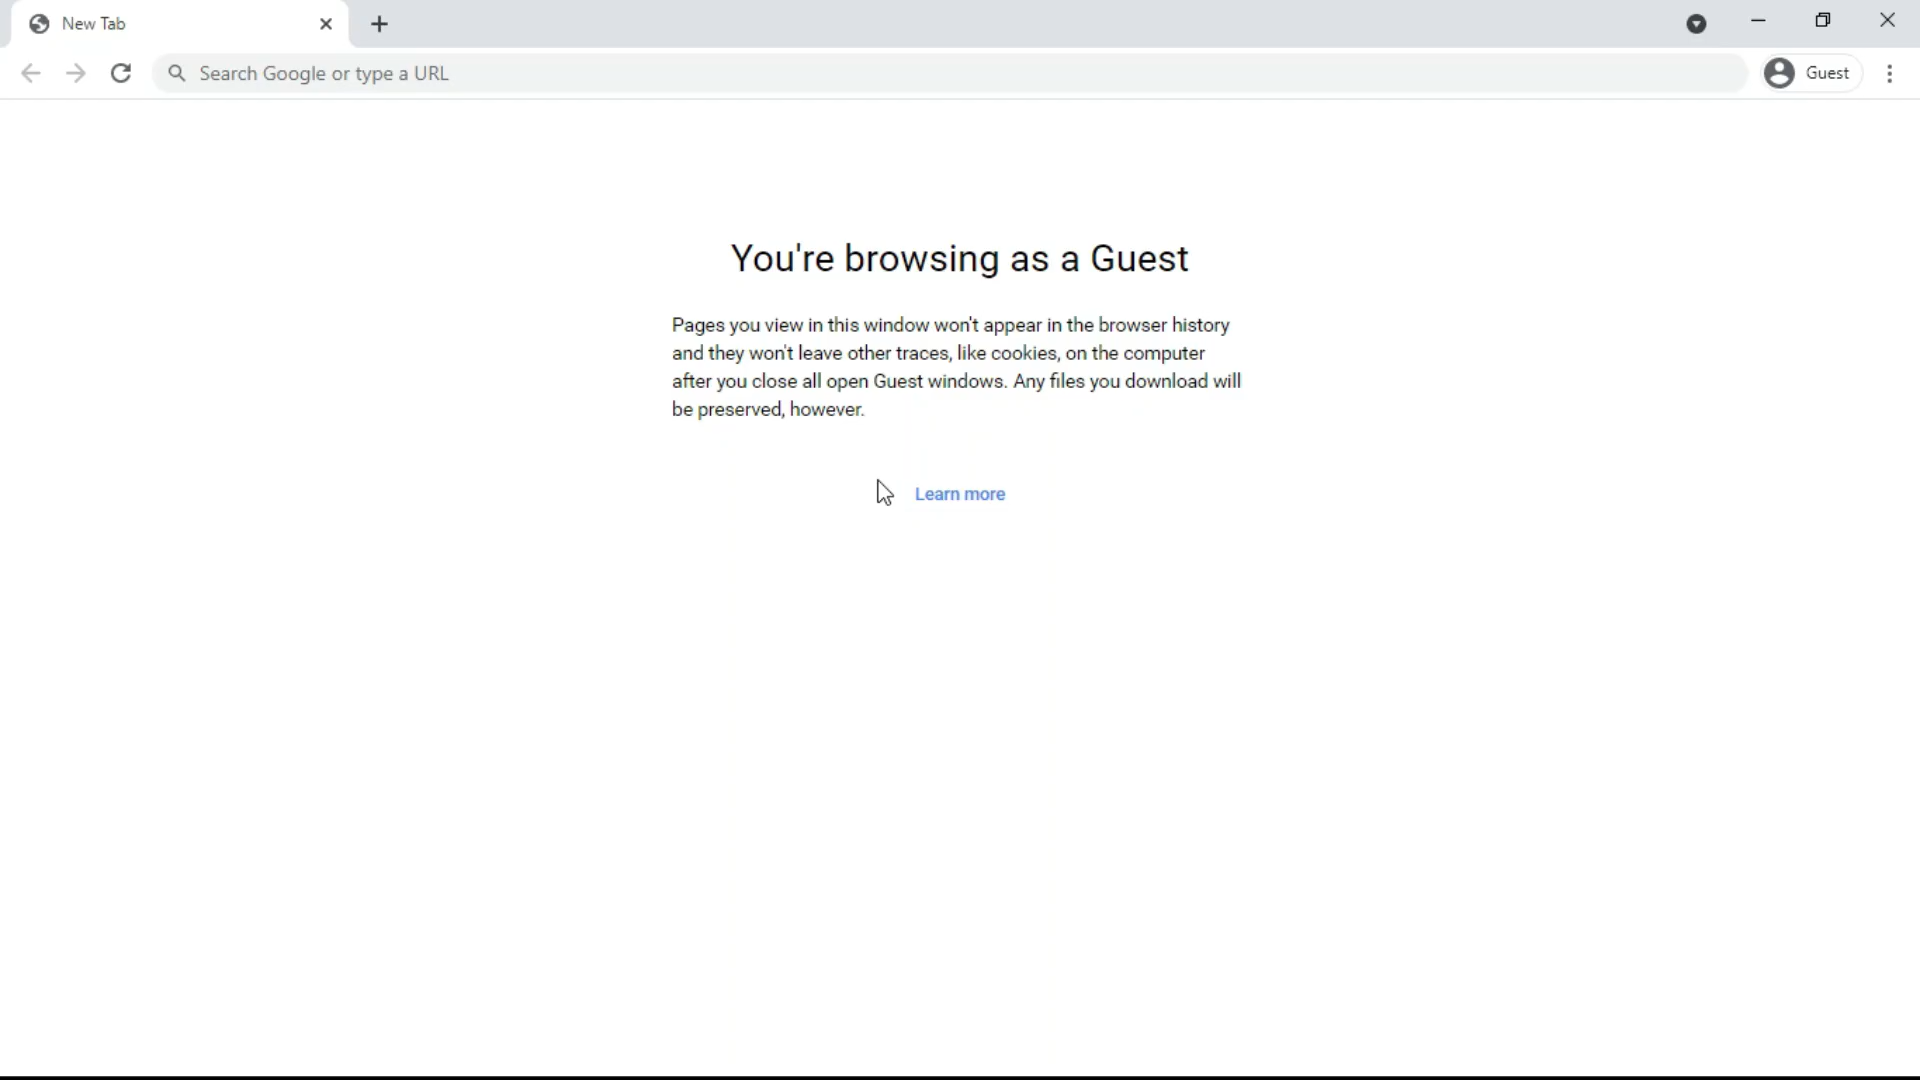 New Tab
Search Google or type a URL
Guest
You're browsing as a Guest
Pages you view in this window won't appear in the browser history
and they won't leave other traces, like cookies, on the computer
after you close all open Guest windows. Any files you download will
be preserved, however.
Learn more